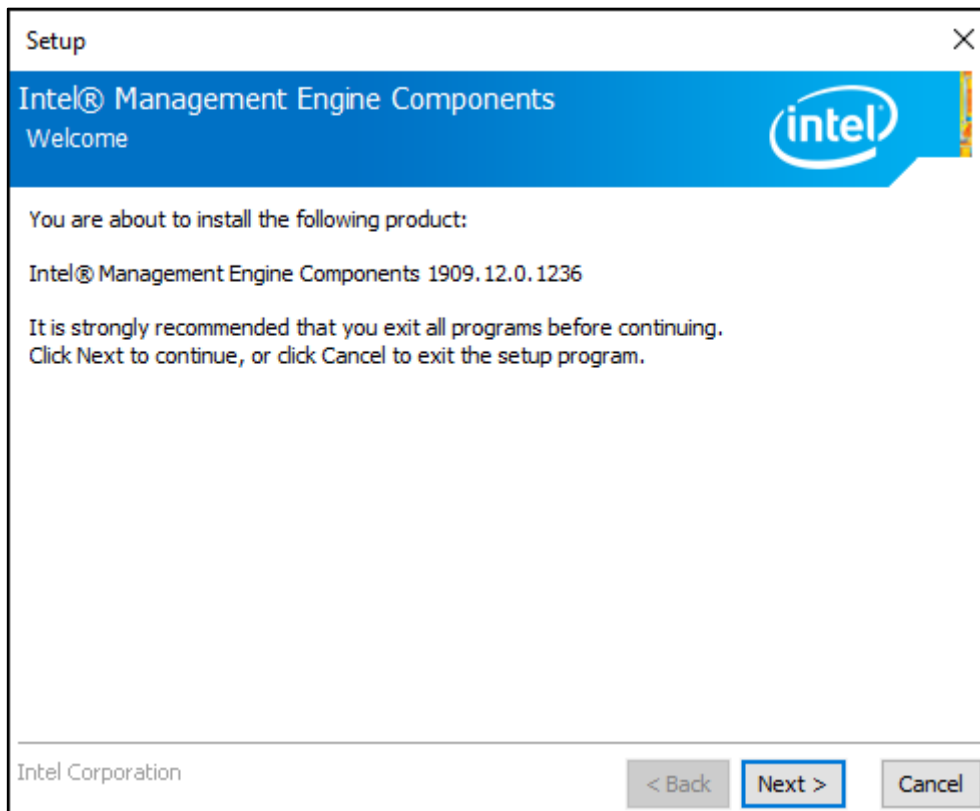 Setup
Intel® Management Engine Components
Welcome
intel
You are about to install the following product:
Intel® Management Engine Components 1909.12.0.1236
It is strongly recommended that you exit all programs before continuing.
Click Next to continue, or click Cancel to exit the setup program.
Intel Corporation
< Back Next > Cancel